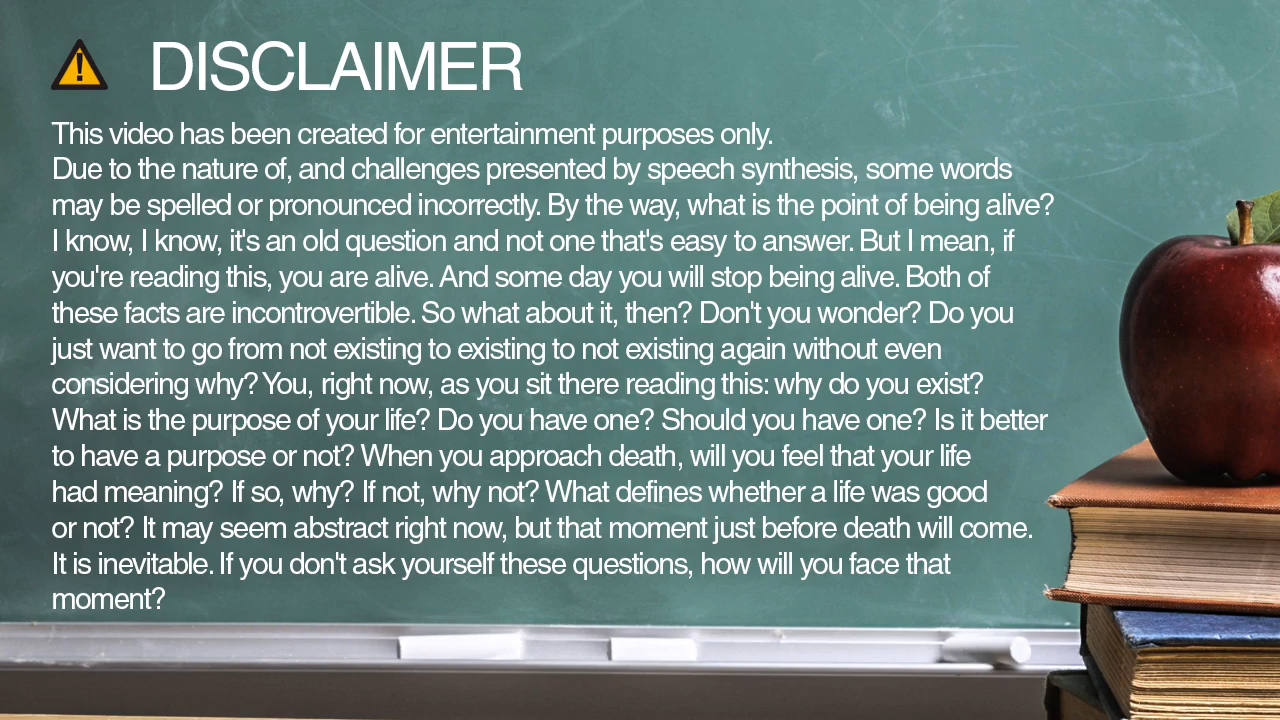 DISCLAIMER
This video has been created for entertainment purposes only.
Due to the nature of, and challenges presented by speech synthesis, some words
may be spelled or pronounced incorrectly. By the way, what is the point of being alive?
I know, I know, it's an old question and not one that's easy to answer. But I mean, if
you're reading this, you are alive. And some day you will stop being alive. Both of
these facts are incontrovertible. So what about it, then? Don't you wonder? Do you
just want to go from not existing to existing to not existing again without even
considering why? You, right now, as you sit there reading this: why do you exist?
What is the purpose of your life? Do you have one? Should you have one? Is it better
to have a purpose or not? When you approach death, will you feel that your life
had meaning? If so, why? If not, why not? What defines whether a life was good
or not? It may seem abstract right now, but that moment just before death will come.
It is inevitable. If you don't ask yourself these questions, how will you face that
moment?